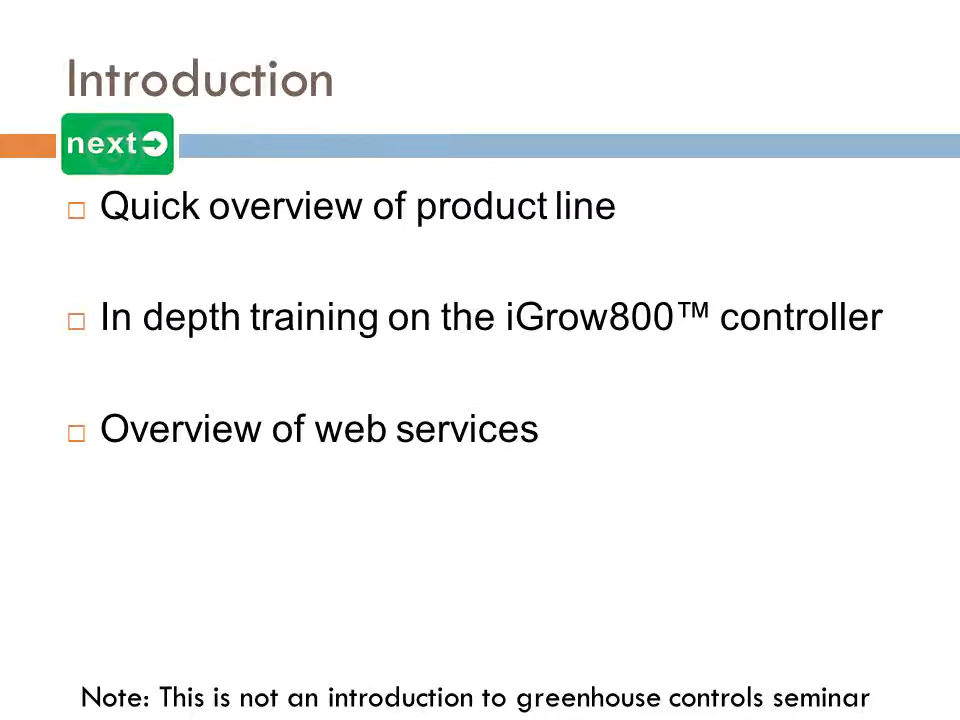 Introduction
next
Quick overview of product line
In depth training on the iGrow800™ controller
Overview of web services
Note: This is not an introduction to greenhouse controls seminar